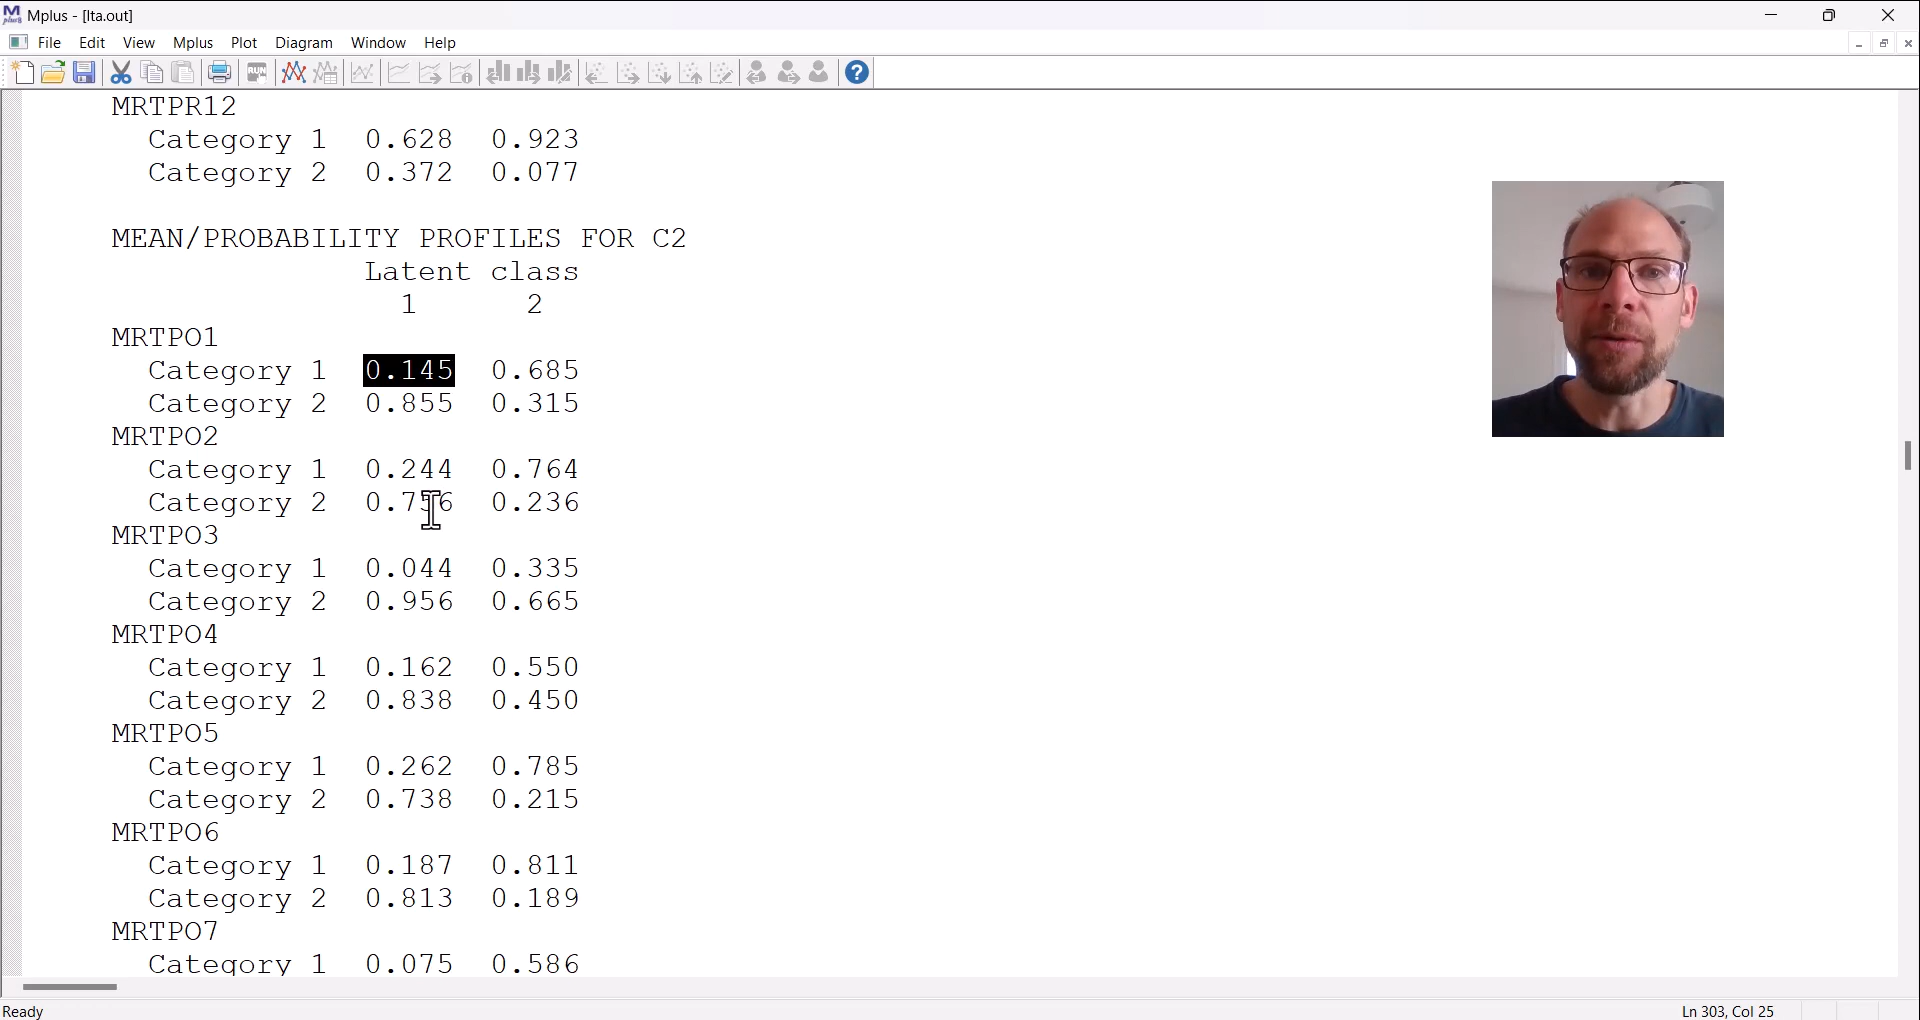 Mplus - [lta.out]
File Edit View Mplus Plot Diagram Window Help
RUN
MRTPR12
Category 1 0.628 0.923
Category 2 0.372 0.077
MEAN/PROBABILITY PROFILES FOR C2
Latent class
1 2
MRTPO1
Category 1 0.145 0.685
Category 2 0.855 0.315
MRTPO2
Category 1 0.244 0.764
Category 2 0.756 0.236
MRTPO3
Category 1 0.044 0.335
Category 2 0.956 0.665
MRTPO4
Category 1 0.162 0.550
Category 2 0.838 0.450
MRTPO5
Category 1 0.262 0.785
Category 2 0.738 0.215
MRTPO6
Category 1 0.187 0.811
Category 2 0.813 0.189
MRTPO7
Category 1 0.075 0.586
Ready
Ln 303, Col 25